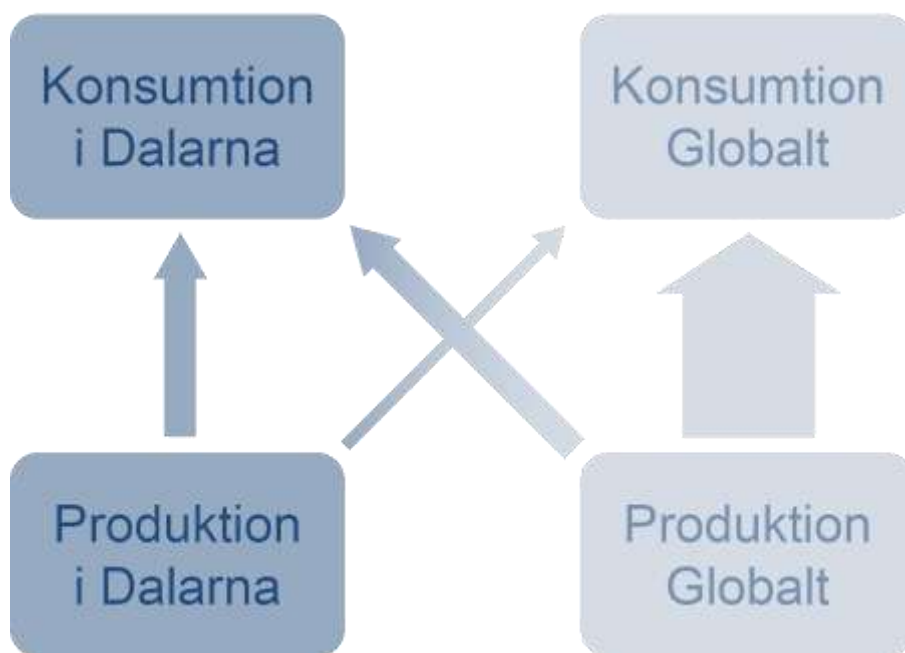 Konsumtion
i Dalarna
Konsumtion
Globalt
Produktion
i Dalarna
Produktion
Globalt